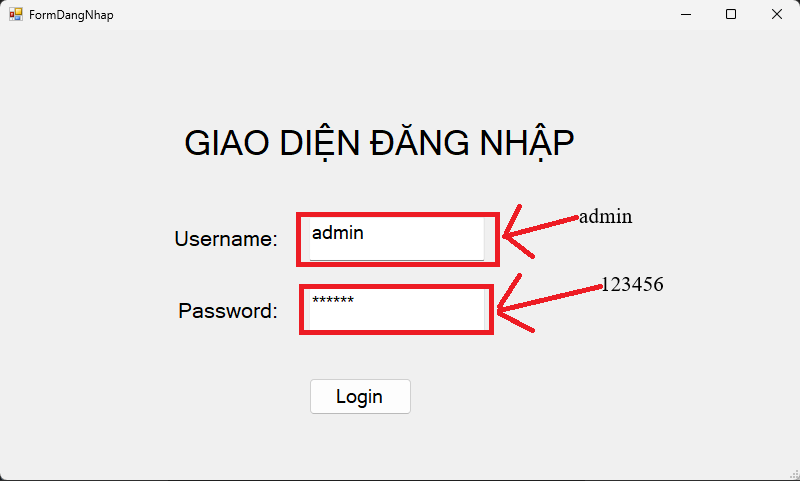 FormDangNhap
GIAO DIỆN ĐĂNG NHẬP
Username:
admin
admin
Password:
******
123456
Login